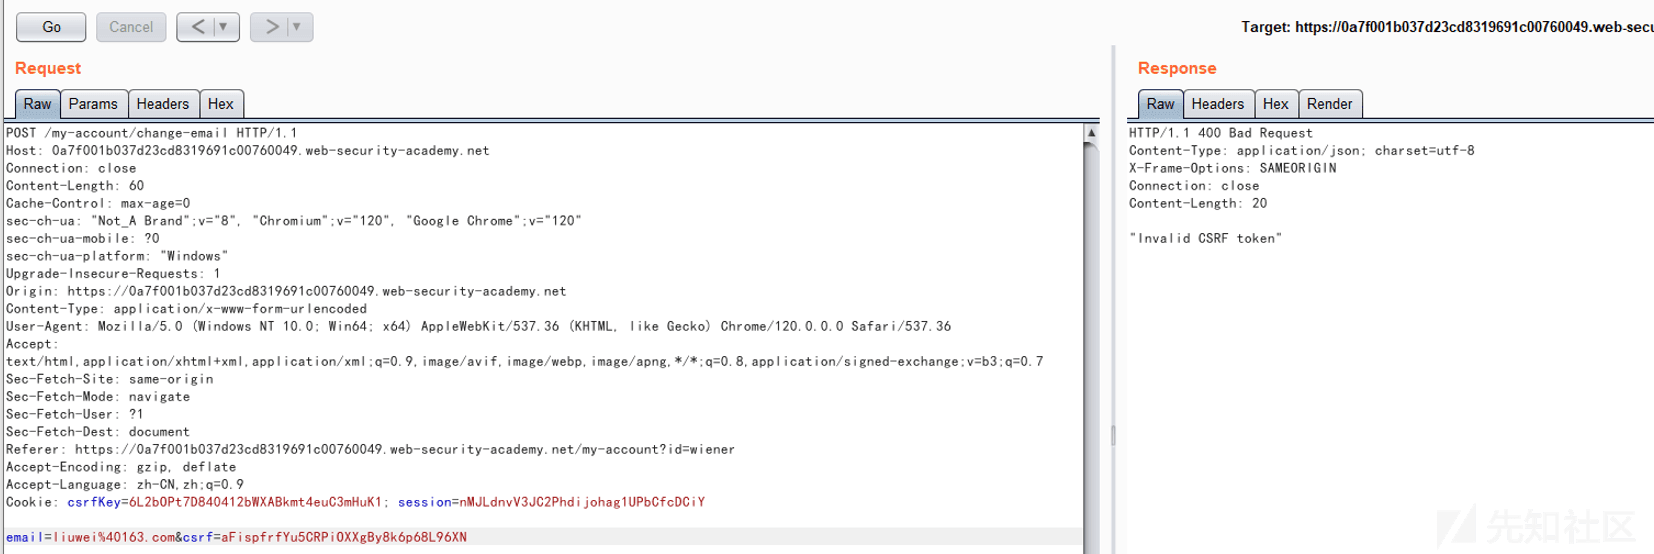 Go Cancel < ▼ > ▼ Target: https://0a7f001b037d23cd8319691c00760049.web-secu
Request
Raw Params Headers Hex
POST /my-account/change-email HTTP/1.1
Host: 0a7f001b037d23cd8319691c00760049.web-security-academy.net
Connection: close
Content-Length: 60
Cache-Control: max-age=0
sec-ch-ua: "Not_A Brand";v="8", "Chromium";v="120", "Google Chrome";v="120"
sec-ch-ua-mobile: ?0
sec-ch-ua-platform: "Windows"
Upgrade-Insecure-Requests: 1
Origin: https://0a7f001b037d23cd8319691c00760049.web-security-academy.net
Content-Type: application/x-www-form-urlencoded
User-Agent: Mozilla/5.0 (Windows NT 10.0; Win64; x64) AppleWebKit/537.36 (KHTML, like Gecko) Chrome/120.0.0.0 Safari/537.36
Accept:
text/html,application/xhtml+xml,application/xml;q=0.9,image/avif,image/webp,image/apng,*/*;q=0.8,application/signed-exchange;v=b3;q=0.7
Sec-Fetch-Site: same-origin
Sec-Fetch-Mode: navigate
Sec-Fetch-User: ?1
Sec-Fetch-Dest: document
Referer: https://0a7f001b037d23cd8319691c00760049.web-security-academy.net/my-account?id=wiener
Accept-Encoding: gzip, deflate
Accept-Language: zh-CN,zh;q=0.9
Cookie: csrfKey=6L2bOPt7D840412bWXABkmt4euC3mHuK1; session=nMJLdnvV3JC2Phdijohag1UPbCfcDCiY
email=liuwei%40163.com&csrf=aFispfrfYu5CRPiOXXgBy8k6p68L96XN
Response
Raw Headers Hex Render
HTTP/1.1 400 Bad Request
Content-Type: application/json; charset=utf-8
X-Frame-Options: SAMEORIGIN
Connection: close
Content-Length: 20
"Invalid CSRF token"
先知社区